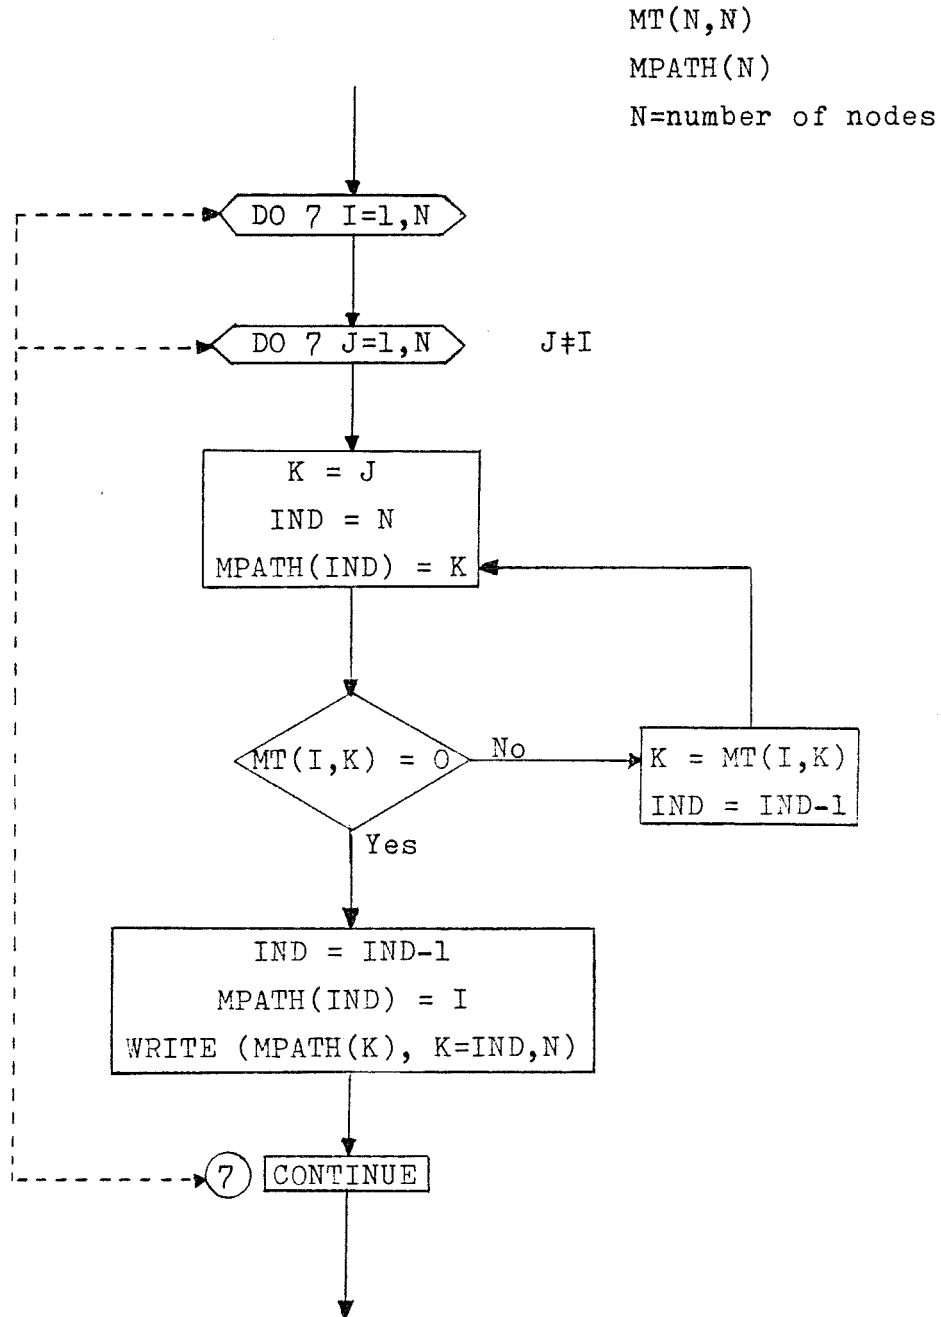 MT(N,N)
MPATH(N)
N=number of nodes
DO 7 I=1,N
DO 7 J=1,N
J≠I
K = J
IND = N
MPATH(IND) = K
MT(I,K) = 0
No
K = MT(I,K)
IND = IND-1
Yes
IND = IND-1
MPATH(IND) = I
WRITE (MPATH(K), K=IND,N)
7
CONTINUE